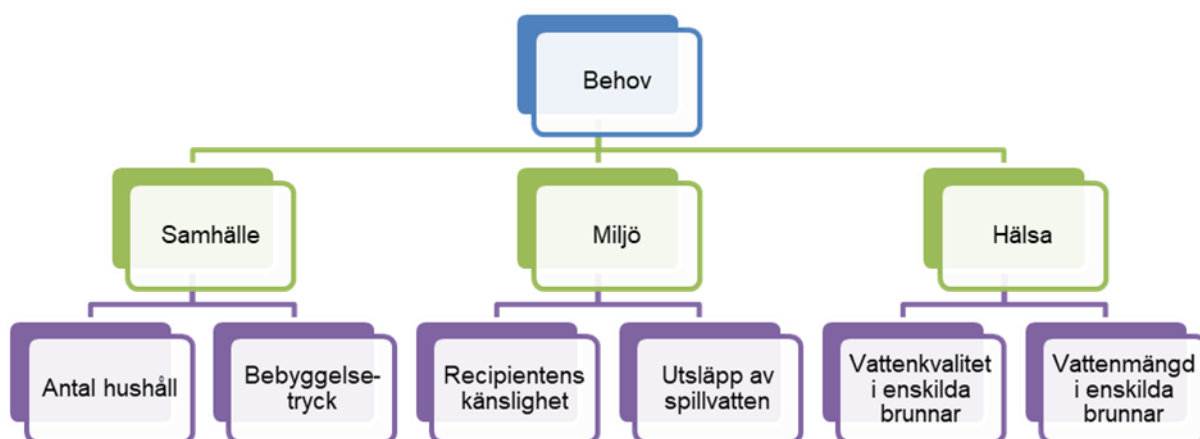 Behov
Samhälle
Miljö
Hälsa
Antal hushåll
Bebyggelse-
tryck
Recipientens
känslighet
Utsläpp av
spillvatten
Vattenkvalitet
i enskilda
brunnar
Vattenmängd
i enskilda
brunnar